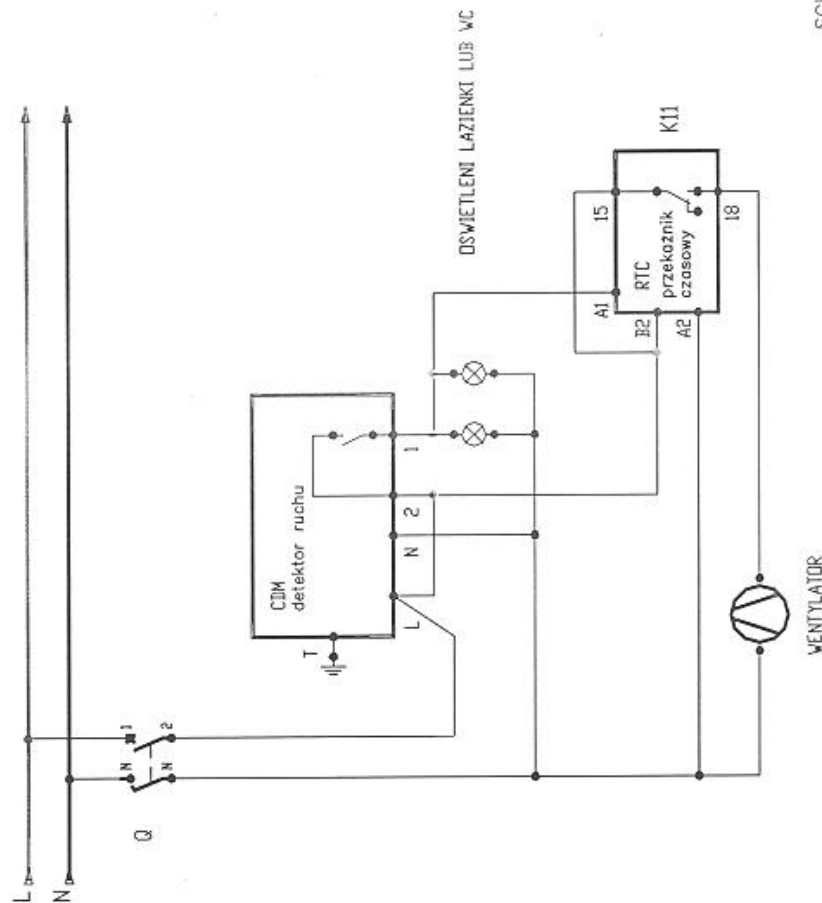 L
N
Q
N
1
N
2
T
CDM
detektor ruchu
L
N
2
1
OSWIETLENI LAZIENKI LUB WC
A1
15
B2
A2
RTC
przekaźnik
czasowy
18
K11
WENTYLATOR